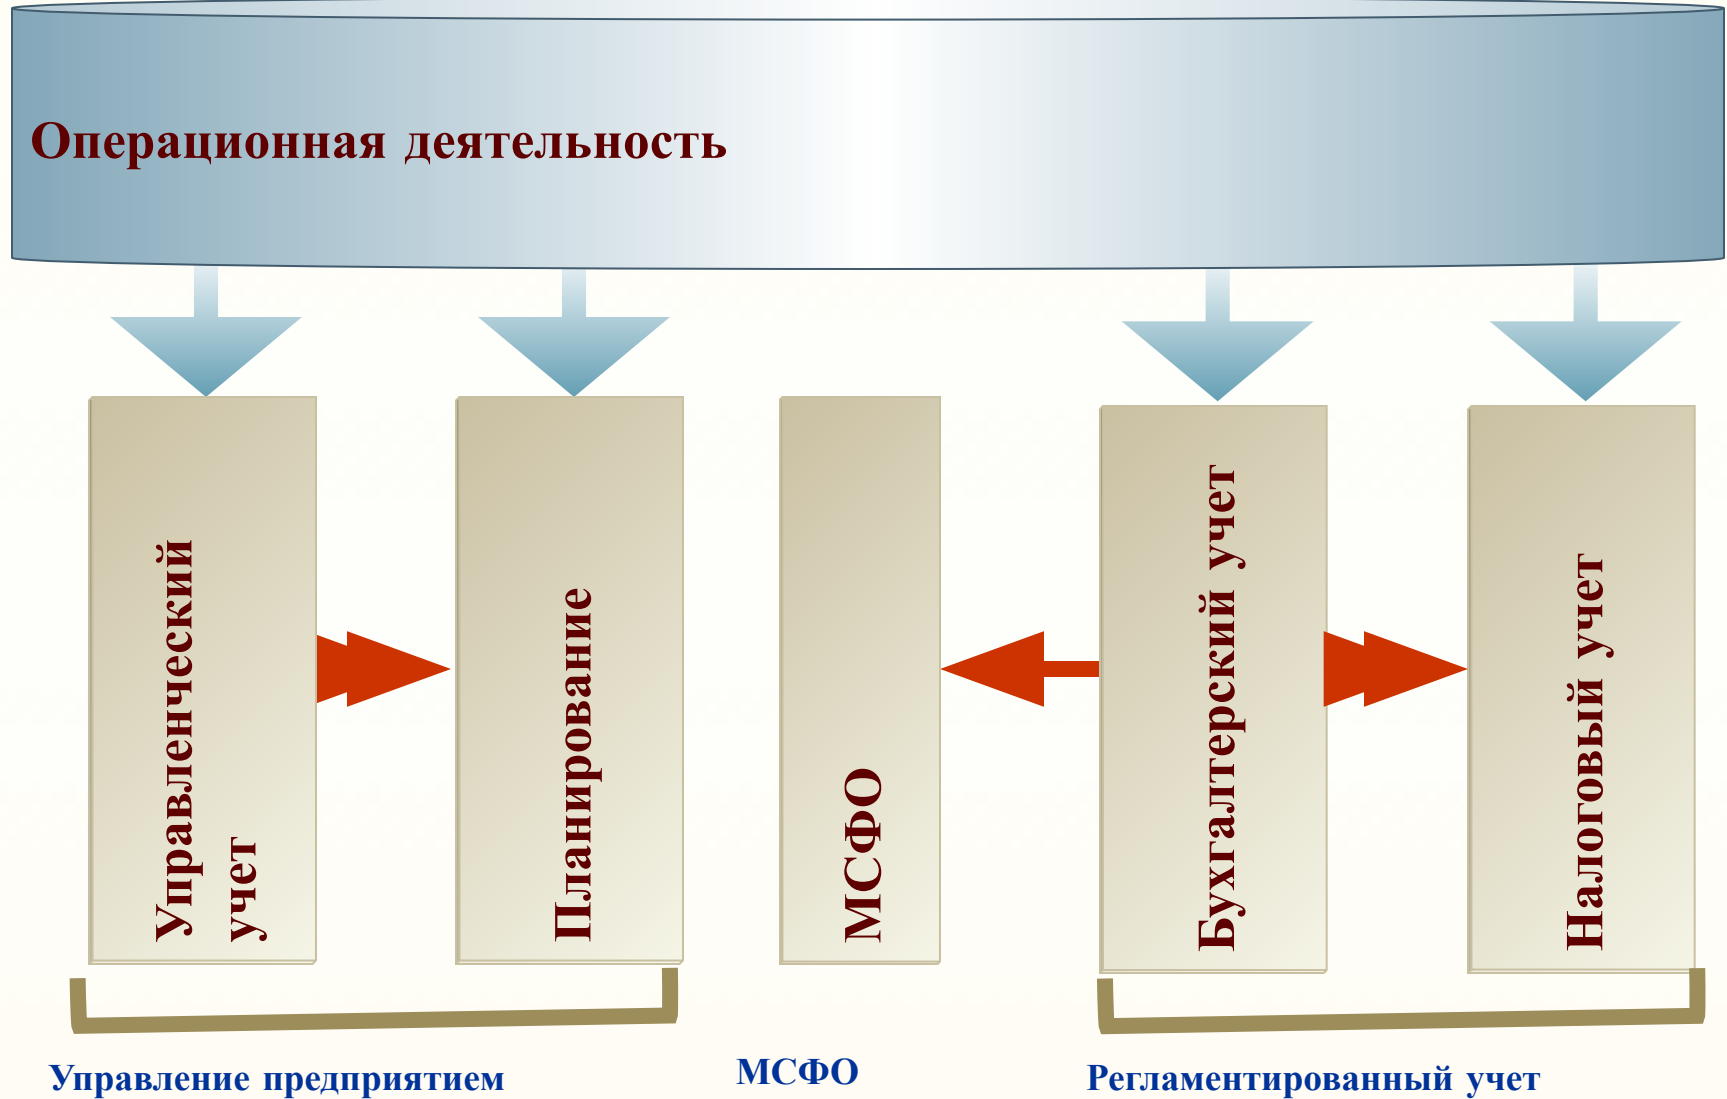 Операционная деятельность
Управленческий
учет
Планирование
МСФО
Бухгалтерский учет
Налоговый учет
Управление предприятием
МСФО
Регламентированный учет